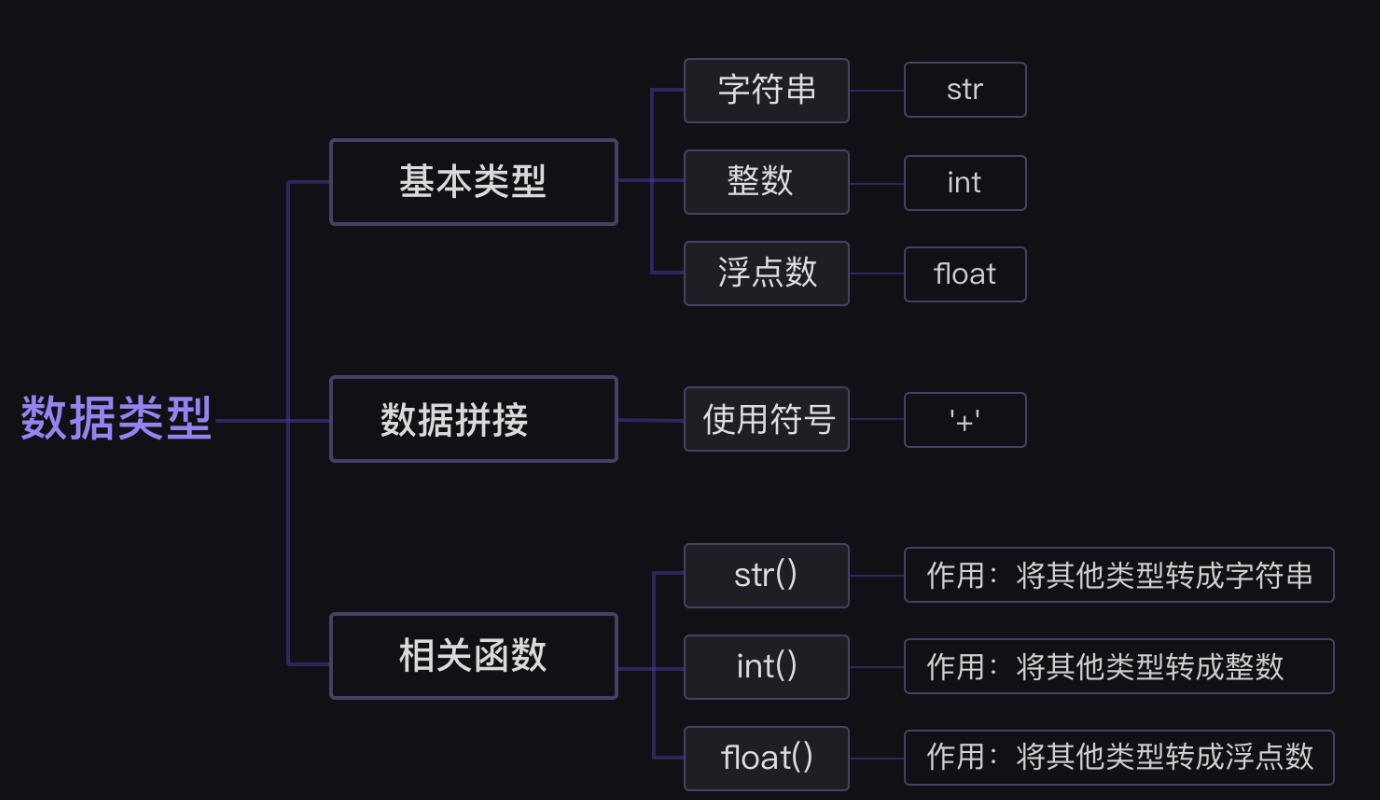 数据类型
基本类型
字符串
str
整数
int
浮点数
float
数据拼接
使用符号
'+'
相关函数
str()
作用：将其他类型转成字符串
int()
作用：将其他类型转成整数
float()
作用：将其他类型转成浮点数